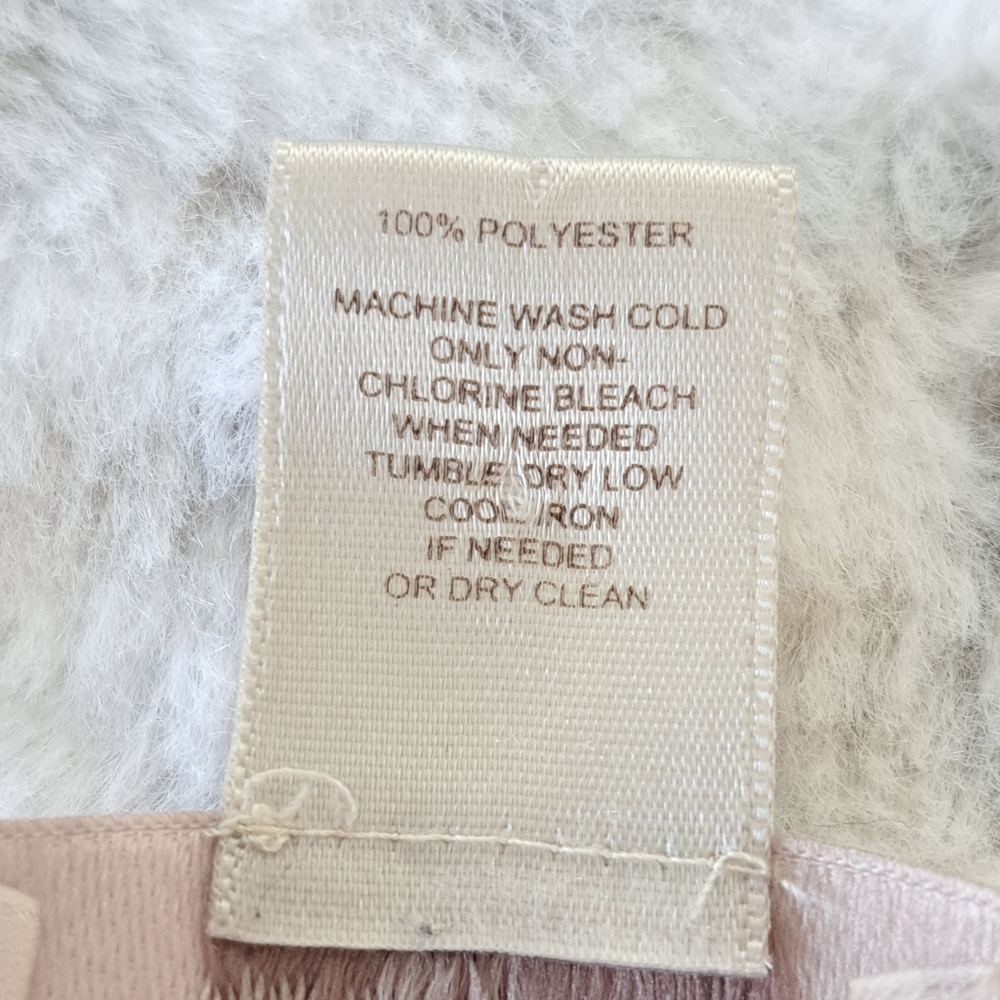 100% POLYESTER
MACHINE WASH COLD
ONLY NON-
CHLORINE BLEACH
WHEN NEEDED
TUMBLE DRY LOW
COOL IRON
IF NEEDED
OR DRY CLEAN